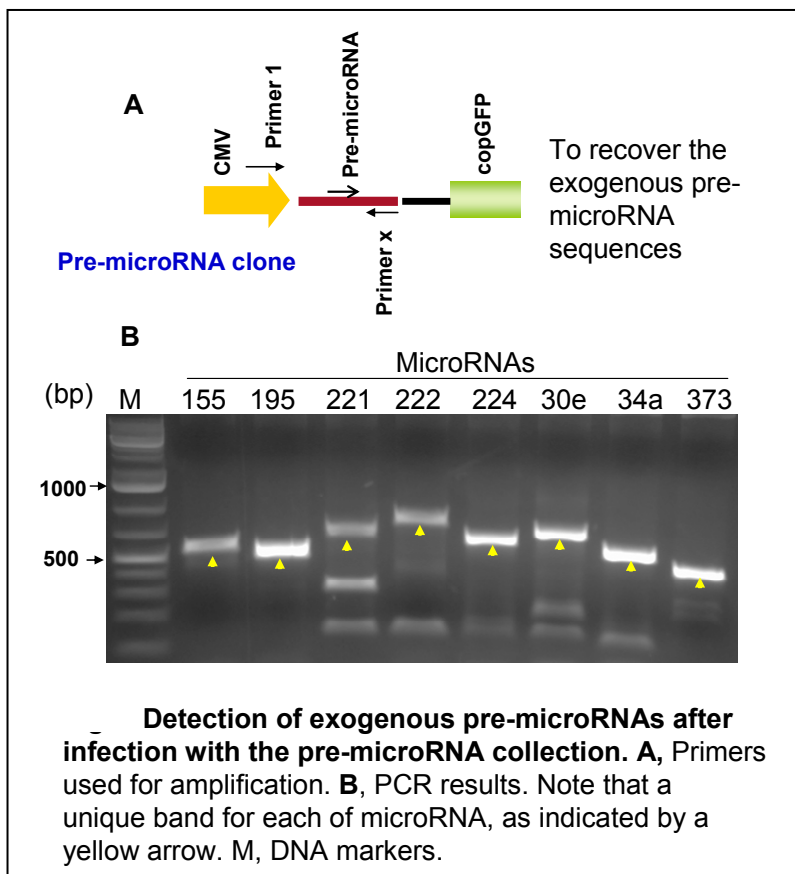 A
CMV
Primer 1
Pre-microRNA
copGFP
To recover the
exogenous pre-
microRNA
sequences
Primer x
Pre-microRNA clone
B
MicroRNAs
(bp) M 155 195 221 222 224 30e 34a 373
1000
500
Detection of exogenous pre-microRNAs after
infection with the pre-microRNA collection. A, Primers
used for amplification. B, PCR results. Note that a
unique band for each of microRNA, as indicated by a
yellow arrow. M, DNA markers.